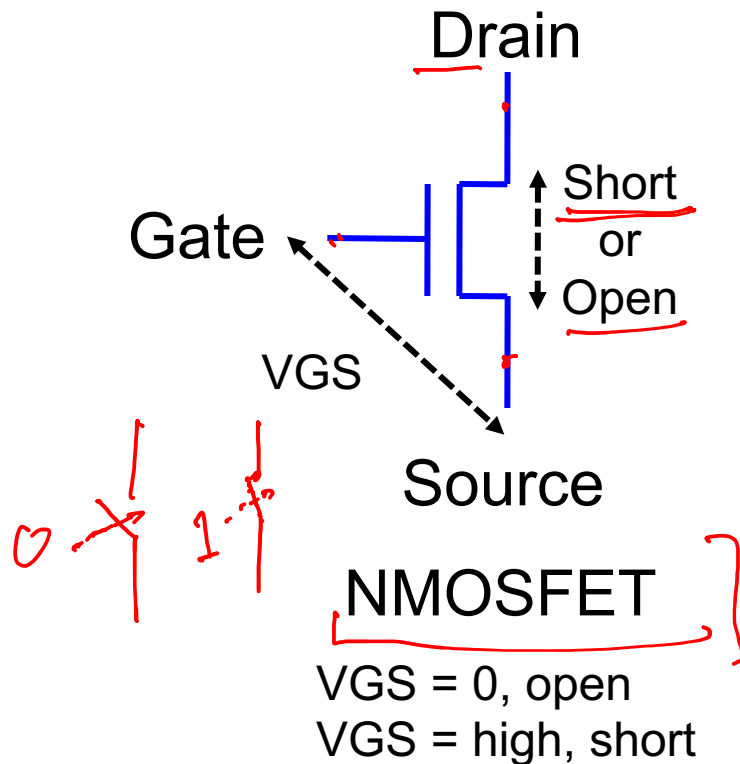 Drain
Short
or
Open
Gate
VGS
Source
0
1
NMOSFET
VGS = 0, open
VGS = high, short